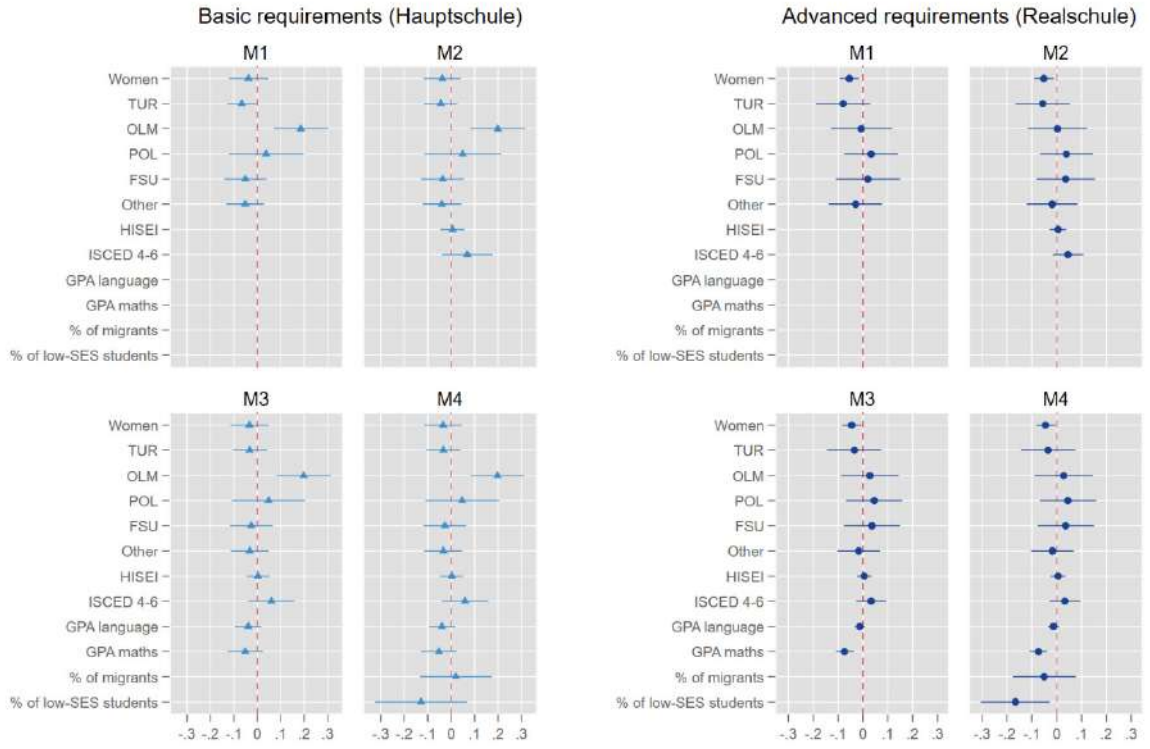 Basic requirements (Hauptschule)
M1 M2
Women
TUR
OLM
POL
FSU
Other
HISEI
ISCED 4-6
GPA language
GPA maths
% of migrants
% of low-SES students
M3 M4
Women
TUR
OLM
POL
FSU
Other
HISEI
ISCED 4-6
GPA language
GPA maths
% of migrants
% of low-SES students
-.3 -.2 -.1 0 .1 .2 .3 -.3 -.2 -.1 0 .1 .2 .3
Advanced requirements (Realschule)
M1 M2
Women
TUR
OLM
POL
FSU
Other
HISEI
ISCED 4-6
GPA language
GPA maths
% of migrants
% of low-SES students
M3 M4
Women
TUR
OLM
POL
FSU
Other
HISEI
ISCED 4-6
GPA language
GPA maths
% of migrants
% of low-SES students
-.3 -.2 -.1 0 .1 .2 .3 -.3 -.2 -.1 0 .1 .2 .3